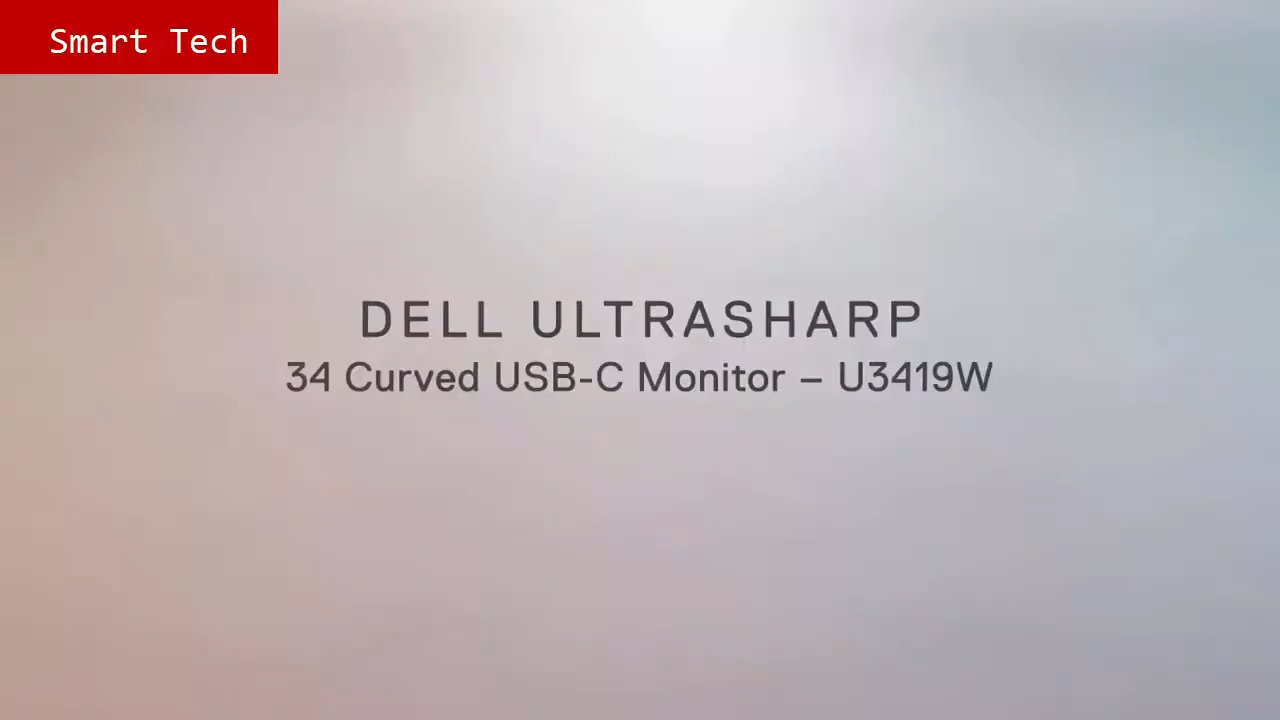 Smart Tech
DELL ULTRASHARP
34 Curved USB-C Monitor – U3419W